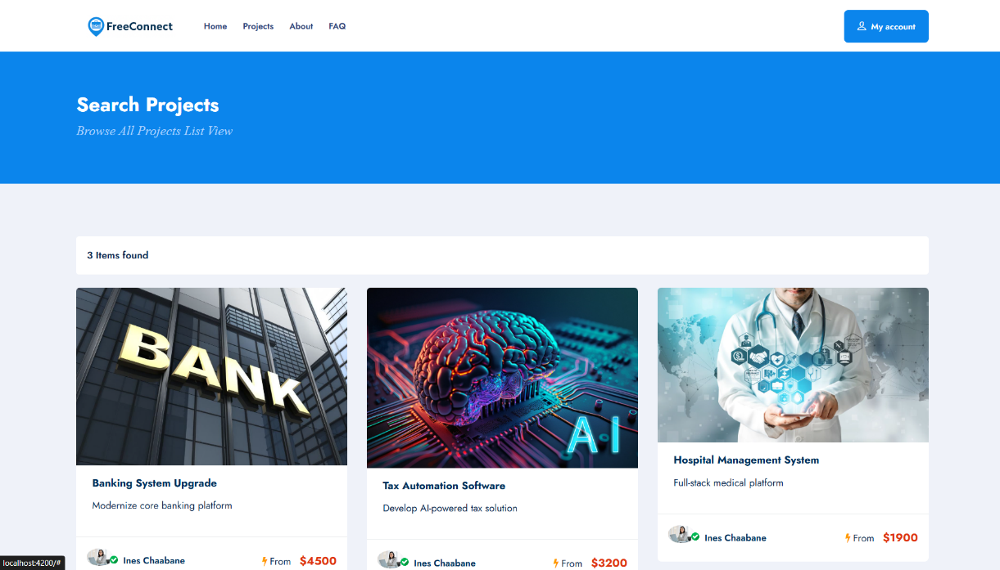 FreeConnect Home Projects About FAQ My account
Search Projects
Browse All Projects List View
3 Items found
BANK
AI
Banking System Upgrade
Modernize core banking platform
Ines Chaabane From $4500
Tax Automation Software
Develop AI-powered tax solution
Ines Chaabane From $3200
Hospital Management System
Full-stack medical platform
Ines Chaabane From $1900
localhost:4200/#